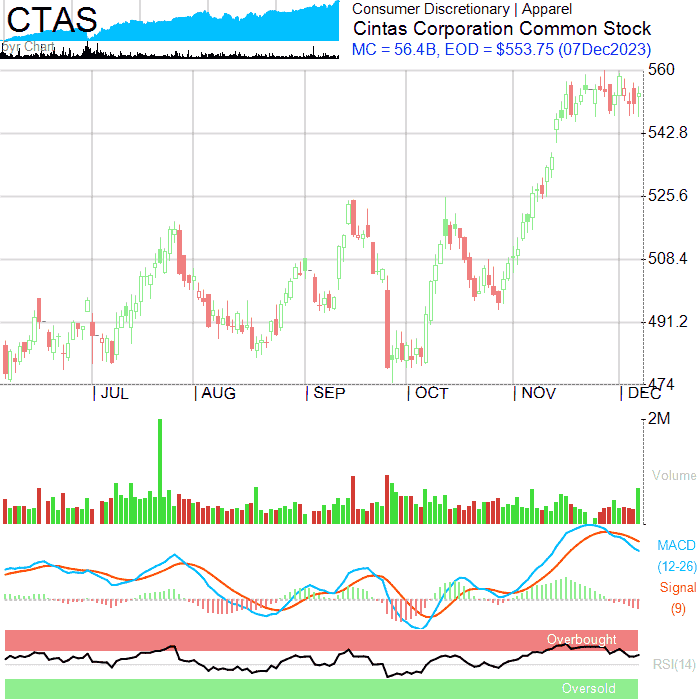 CTAS
pvr Chart
Consumer Discretionary | Apparel
Cintas Corporation Common Stock
MC = 56.4B, EOD = $553.75 (07Dec2023)
560
542.8
525.6
508.4
491.2
474
JUL
AUG
SEP
OCT
NOV
DEC
2M
Volume
MACD
(12-26)
Signal
(9)
Overbought
RSI(14)
Oversold